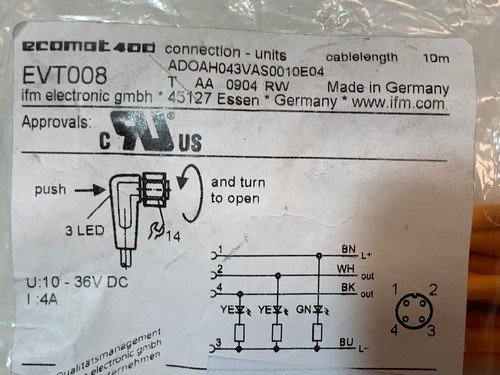 ecomat400 connection - units cablelength 10m
EVT008 ADOAH043VAS0010E04
T AA 0904 RW Made in Germany
ifm electronic gmbh * 45127 Essen * Germany * www.ifm.com
Approvals: C RU US
push and turn
to open
3 LED 14
U:10 - 36V DC
I :4A
1 BN L+
2 WH out
4 BK out
YE YE GN
3 BU L-
1 2
4 3
Qualitätsmanagement
electronic gmbh
ternehmen